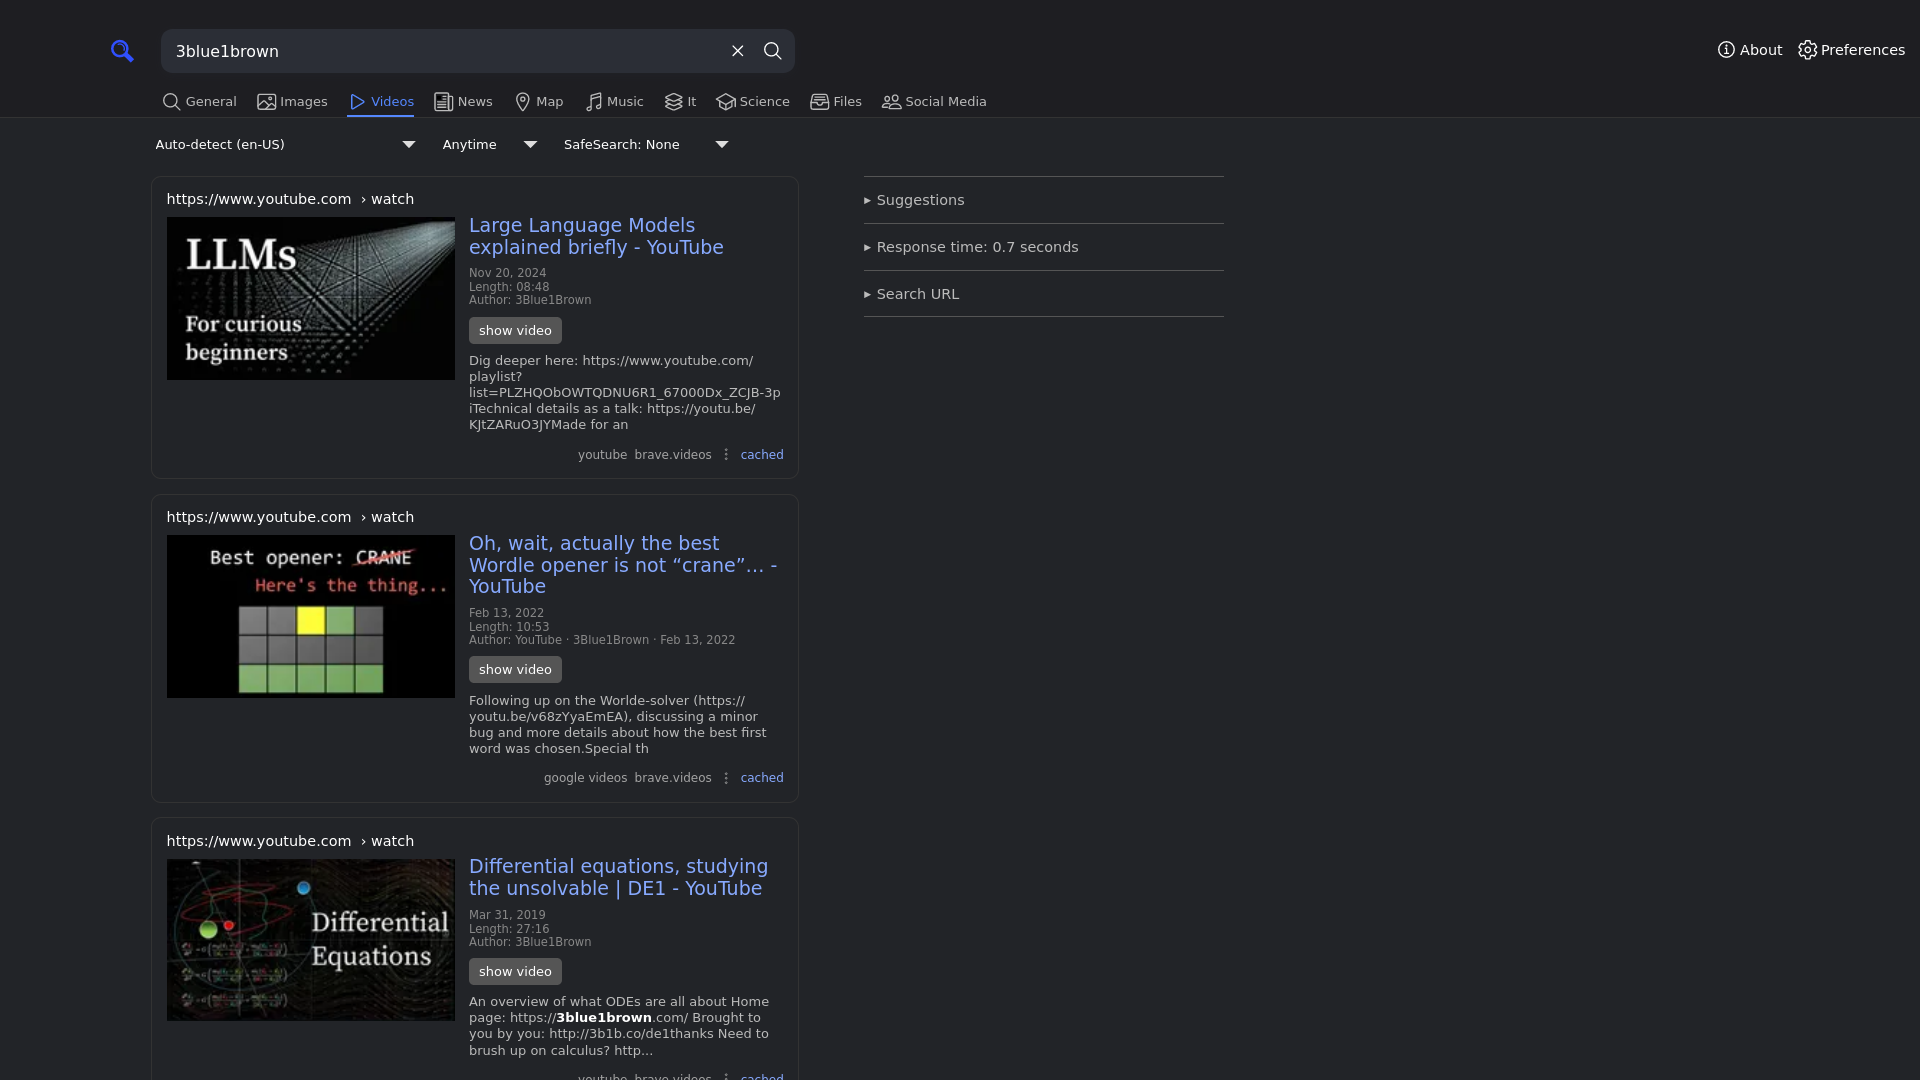 3blue1brown
About
Preferences
General
Images
Videos
News
Map
Music
It
Science
Files
Social Media
Auto-detect (en-US)
Anytime
SafeSearch: None
https://www.youtube.com › watch
LLMs
For curious
beginners
Large Language Models
explained briefly - YouTube
Nov 20, 2024
Length: 08:48
Author: 3Blue1Brown
show video
Dig deeper here: https://www.youtube.com/
playlist?
list=PLZHQObOWTQDNU6R1_67000Dx_ZCJB-3p
iTechnical details as a talk: https://youtu.be/
KJtZARuO3JYMade for an
youtube brave.videos
cached
https://www.youtube.com › watch
Best opener: CRANE
Here's the thing...
Oh, wait, actually the best
Wordle opener is not “crane”… -
YouTube
Feb 13, 2022
Length: 10:53
Author: YouTube · 3Blue1Brown · Feb 13, 2022
show video
Following up on the Worlde-solver (https://
youtu.be/v68zYyaEmEA), discussing a minor
bug and more details about how the best first
word was chosen.Special th
google videos brave.videos
cached
https://www.youtube.com › watch
Differential
Equations
Differential equations, studying
the unsolvable | DE1 - YouTube
Mar 31, 2019
Length: 27:16
Author: 3Blue1Brown
show video
An overview of what ODEs are all about Home
page: https://3blue1brown.com/ Brought to
you by you: http://3b1b.co/de1thanks Need to
brush up on calculus? http...
youtube brave.videos
cached
Suggestions
Response time: 0.7 seconds
Search URL